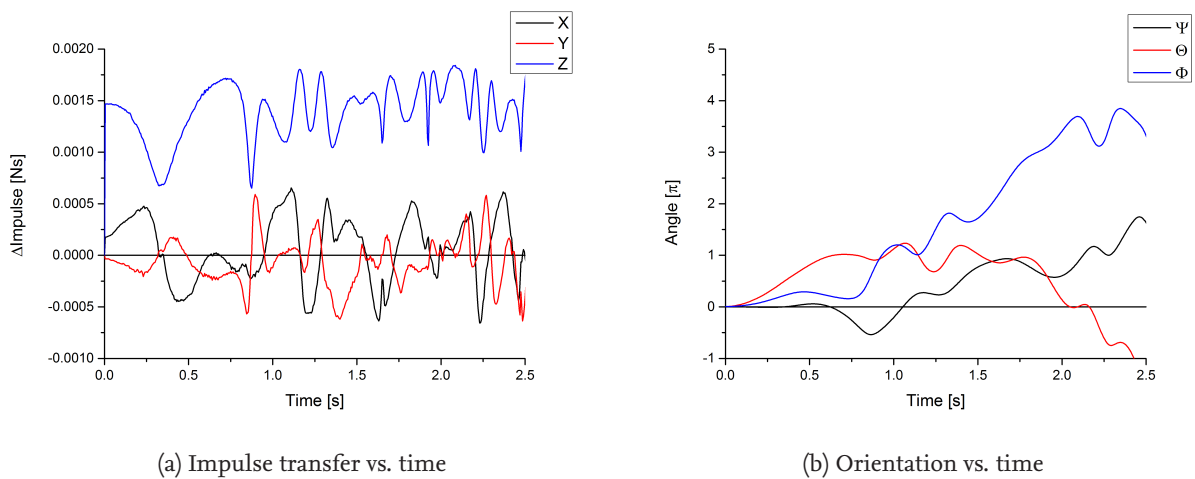 X
Y
Z
0.0020
0.0015
0.0010
0.0005
0.0000
-0.0005
-0.0010
ΔImpulse [Ns]
0.0
0.5
1.0
1.5
2.0
2.5
Time [s]
(a) Impulse transfer vs. time
Ψ
Θ
Φ
5
4
3
2
1
0
-1
Angle [π]
0.0
0.5
1.0
1.5
2.0
2.5
Time [s]
(b) Orientation vs. time